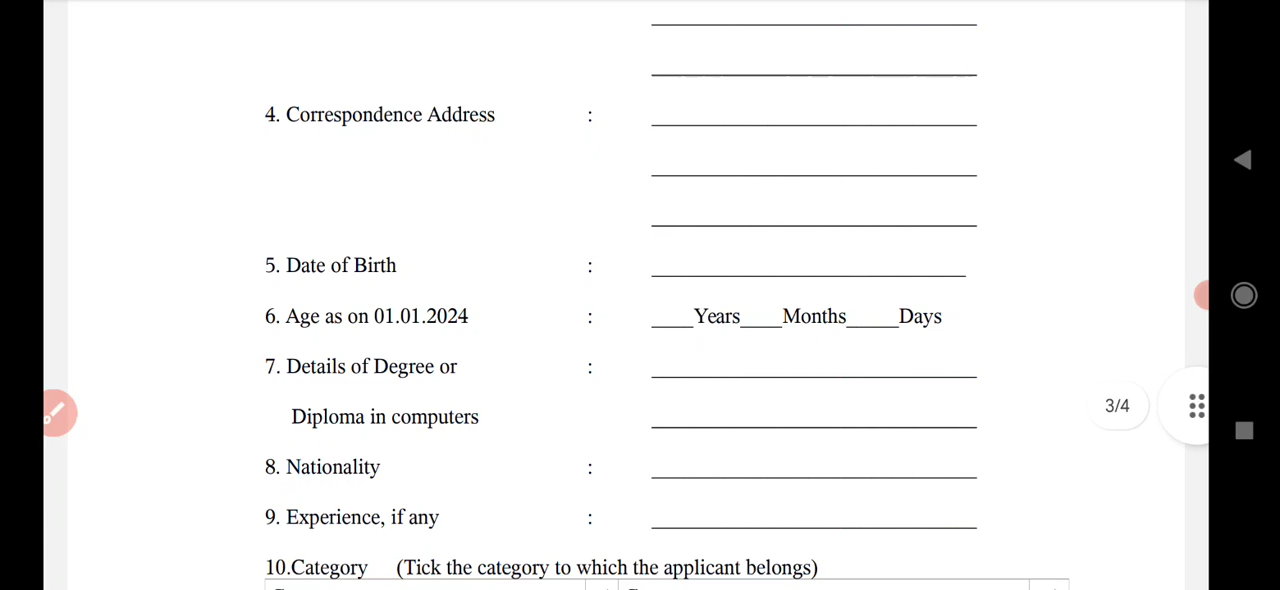 4. Correspondence Address :
5. Date of Birth :
6. Age as on 01.01.2024 : ____Years____Months_____Days
7. Details of Degree or :
Diploma in computers
8. Nationality :
9. Experience, if any :
3/4
10.Category (Tick the category to which the applicant belongs)